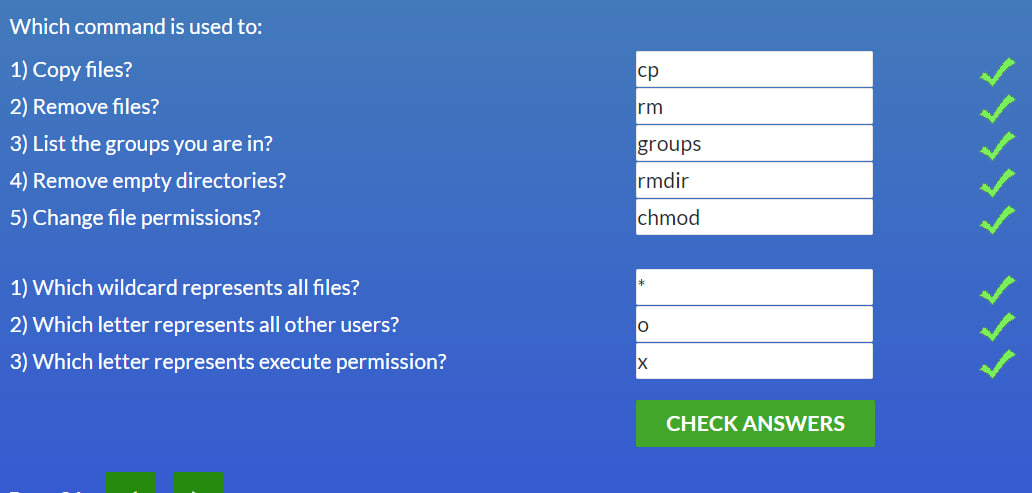 Which command is used to:
1) Copy files? cp
2) Remove files? rm
3) List the groups you are in? groups
4) Remove empty directories? rmdir
5) Change file permissions? chmod
1) Which wildcard represents all files? *
2) Which letter represents all other users? o
3) Which letter represents execute permission? x
CHECK ANSWERS